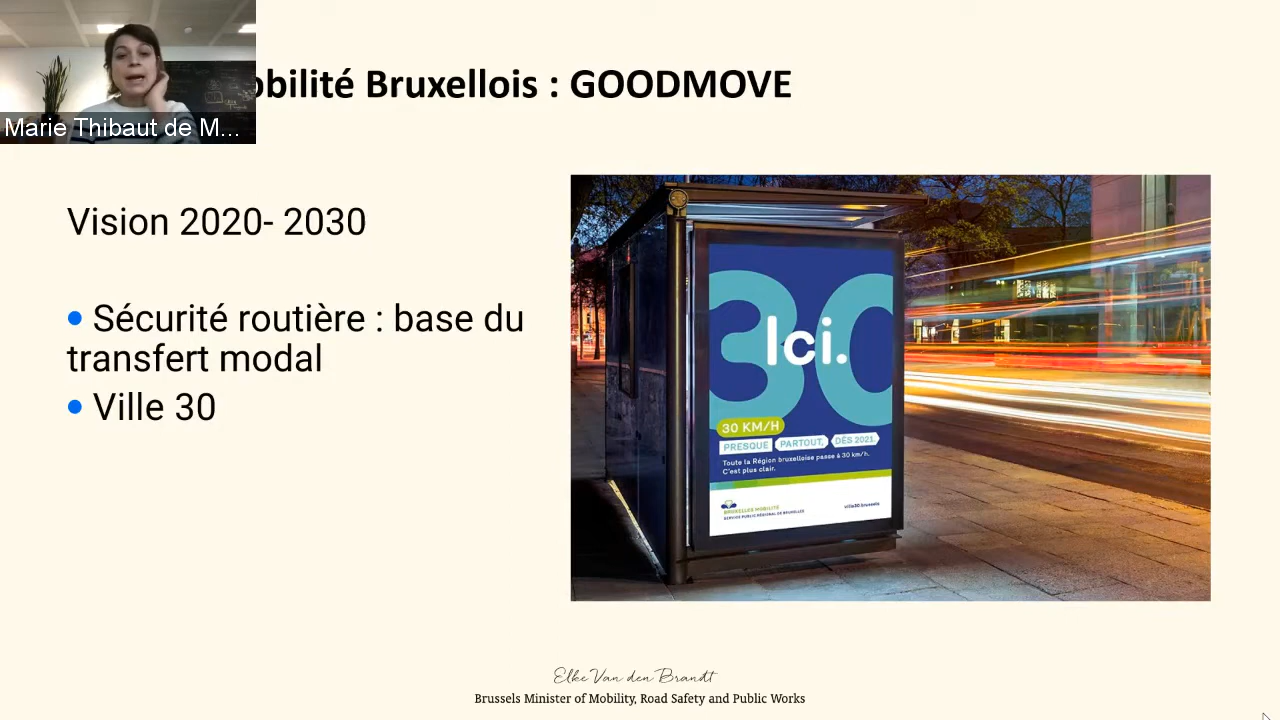 obilité Bruxellois : GOODMOVE
Marie Thibaut de M...
Vision 2020- 2030
• Sécurité routière : base du
transfert modal
• Ville 30
30
Ici.
30 KM/H
PRESQUE PARTOUT, DÈS 2021.
Toute la Région bruxelloise passe à 30 km/h.
C'est plus clair.
BRUXELLES MOBILITÉ
SERVICE PUBLIC RÉGIONAL DE BRUXELLES
ville30.brussels
Elke Van den Brandt
Brussels Minister of Mobility, Road Safety and Public Works